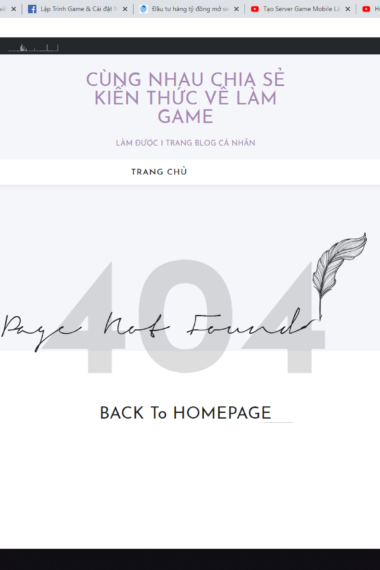 Lập Trình Game & Cài đặt
Đầu tư hàng tỷ đồng mở
Tạo Server Game Mobile
CÙNG NHAU CHIA SẺ
KIẾN THỨC VỀ LÀM
GAME
LÀM ĐƯỢC 1 TRANG BLOG CÁ NHÂN
TRANG CHỦ
404
Page Not Found
BACK To HOMEPAGE